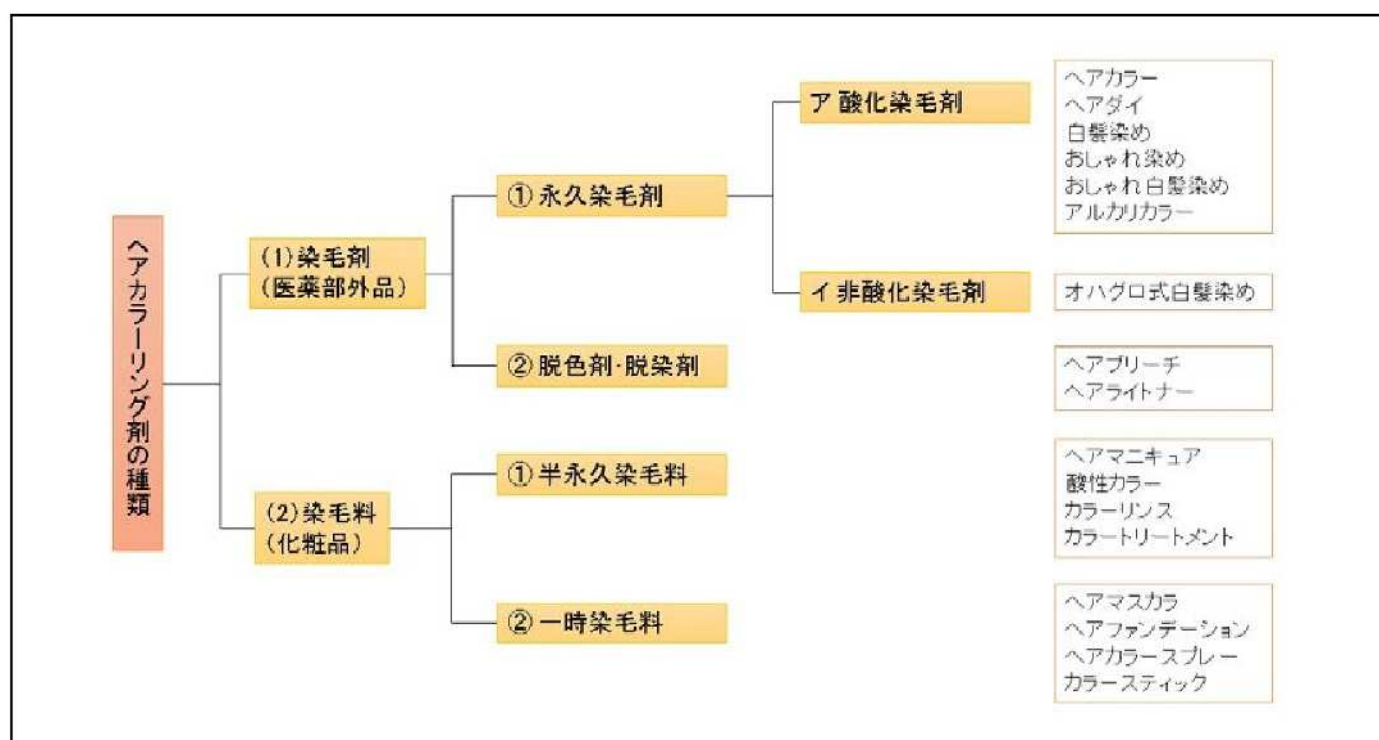 ヘアカラーリング剤の種類
(1)染毛剤
(医薬部外品)
①永久染毛剤
ア 酸化染毛剤
ヘアカラー
ヘアダイ
白髪染め
おしゃれ染め
おしゃれ白髪染め
アルカリカラー
イ 非酸化染毛剤
オハグロ式白髪染め
②脱色剤・脱染剤
ヘアブリーチ
ヘアライトナー
(2)染毛料
(化粧品)
①半永久染毛料
ヘアマニキュア
酸性カラー
カラーリンス
カラートリートメント
②一時染毛料
ヘアマスカラ
ヘアファンデーション
ヘアカラースプレー
カラースティック